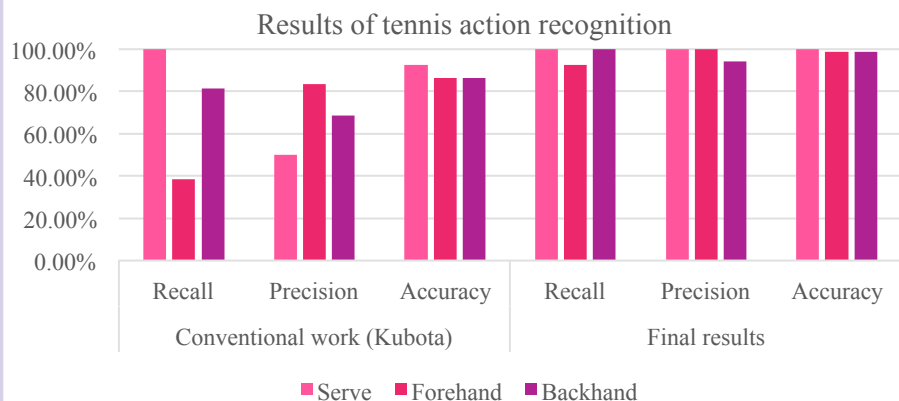 Results of tennis action recognition
100.00%
80.00%
60.00%
40.00%
20.00%
0.00%
Recall Precision Accuracy Recall Precision Accuracy
Conventional work (Kubota) Final results
Serve Forehand Backhand